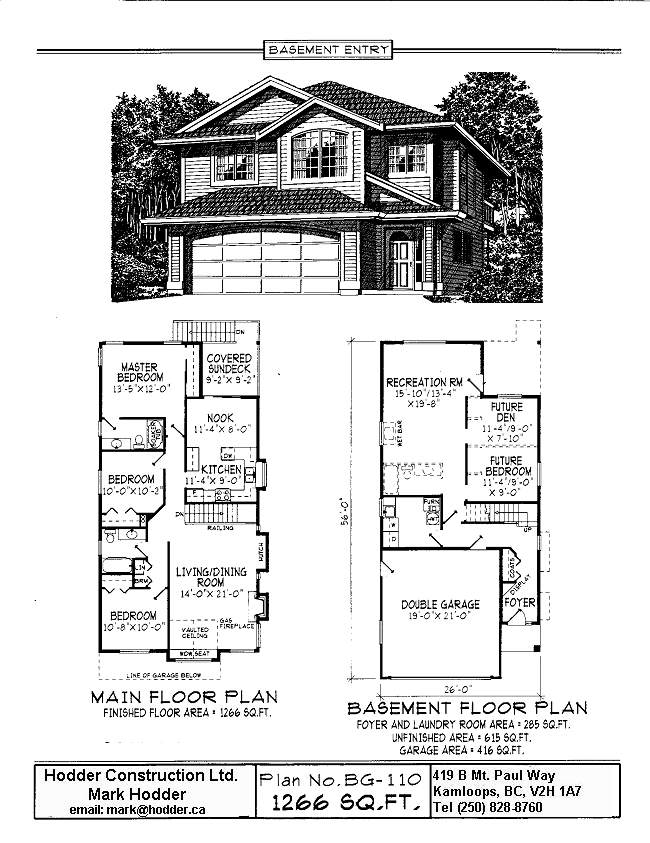 BASEMENT ENTRY
DN
MASTER
BEDROOM
13'-5"X12'-0"
COVERED
SUNDECK
9'-2"X 9'-2"
SOAKER
TUB
NOOK
11'-4"X 8'-0"
DW
KITCHEN
11'-4"X 9'-0"
BEDROOM
10'-0"X10'-2"
DN
RAILING
LIN
BRM
HUTCH
LIVING/DINING
ROOM
14'-0"X 21'-0"
BEDROOM
10'-8"X10'-0"
GAS
FIREPLACE
VAULTED
CEILING
WDW.SEAT
LINE OF GARAGE BELOW
MAIN FLOOR PLAN
FINISHED FLOOR AREA = 1266 SQ.FT.
RECREATION RM
15'-10"/13'-4"
X19'-8"
WET BAR
FUTURE
DEN
11'-4"/9'-0"
X 7'-10"
FUTURE
BEDROOM
11'-4"/9'-0"
X 9'-0"
56'-0"
FURN
W
D
UP
COATS
DISPLAY
FOYER
DOUBLE GARAGE
19'-0"X 21'-0"
26'-0"
BASEMENT FLOOR PLAN
FOYER AND LAUNDRY ROOM AREA = 285 SQ.FT.
UNFINISHED AREA = 615 SQ.FT.
GARAGE AREA = 416 SQ.FT.
Hodder Construction Ltd.
Mark Hodder
email: mark@hodder.ca
Plan No.BG-110
1266 SQ.FT.
419 B Mt. Paul Way
Kamloops, BC, V2H 1A7
Tel (250) 828-8760